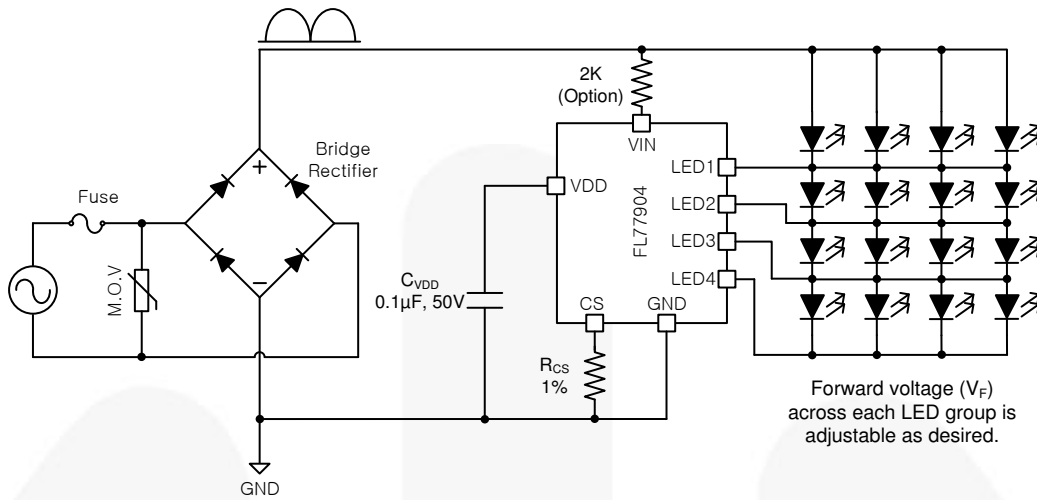 2K
(Option)
Bridge
Rectifier
VIN
LED1
Fuse
VDD
LED2
FL77904
LED3
M.O.V
LED4
CVDD
0.1µF, 50V
CS
GND
RCS
1%
Forward voltage (VF)
across each LED group is
adjustable as desired.
GND